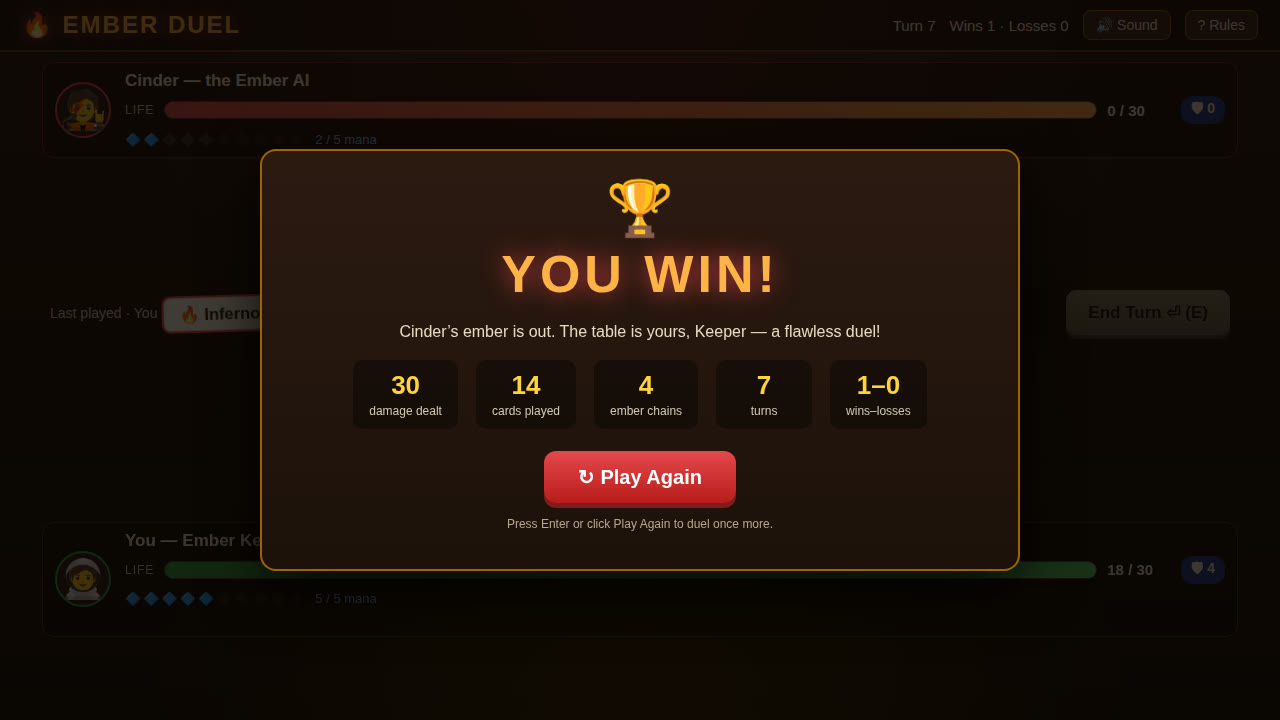 EMBER DUEL
Turn 7 Wins 1 · Losses 0 Sound ? Rules
Cinder — the Ember AI
LIFE 0 / 30 0
2 / 5 mana
YOU WIN!
Cinder’s ember is out. The table is yours, Keeper — a flawless duel!
30 14 4 7 1–0
damage dealt cards played ember chains turns wins–losses
Last played · You Inferno
End Turn ⏎ (E)
↻ Play Again
Press Enter or click Play Again to duel once more.
You — Ember Ke
LIFE 18 / 30 4
5 / 5 mana